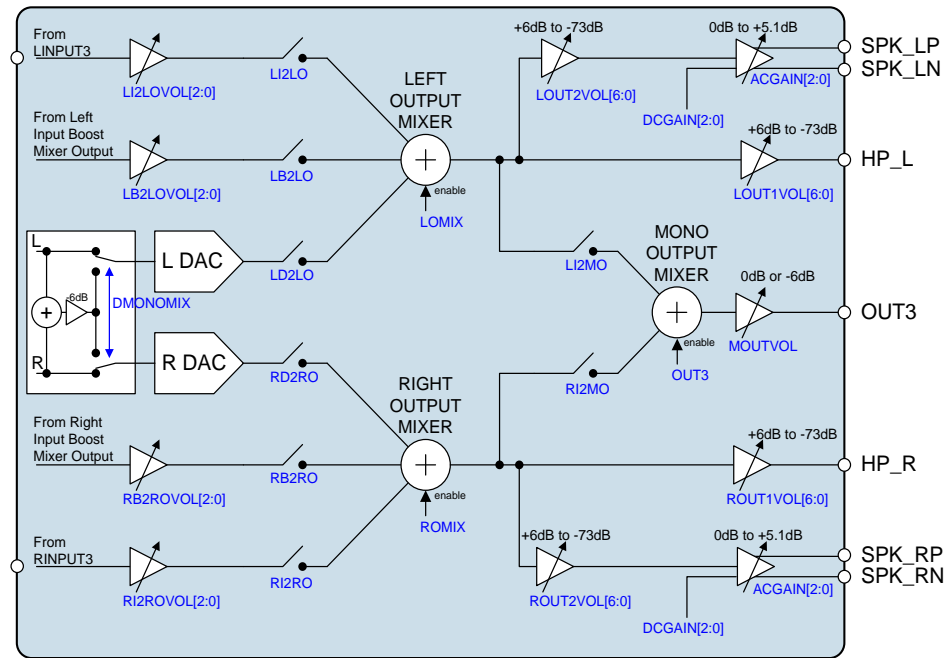 From
LINPUT3
LI2LOVOL[2:0]
LI2LO
LEFT
OUTPUT
MIXER
+6dB to -73dB
LOUT2VOL[6:0]
0dB to +5.1dB
ACGAIN[2:0]
DCGAIN[2:0]
SPK_LP
SPK_LN
From Left
Input Boost
Mixer Output
LB2LOVOL[2:0]
LB2LO
enable
LOMIX
+6dB to -73dB
LOUT1VOL[6:0]
HP_L
L
R
-6dB
DMONOMIX
L DAC
LD2LO
R DAC
RD2RO
LI2MO
RI2MO
MONO
OUTPUT
MIXER
enable
OUT3
0dB or -6dB
MOUTVOL
OUT3
From Right
Input Boost
Mixer Output
RB2ROVOL[2:0]
RB2RO
RIGHT
OUTPUT
MIXER
enable
ROMIX
+6dB to -73dB
ROUT1VOL[6:0]
HP_R
From
RINPUT3
RI2ROVOL[2:0]
RI2RO
+6dB to -73dB
ROUT2VOL[6:0]
0dB to +5.1dB
ACGAIN[2:0]
DCGAIN[2:0]
SPK_RP
SPK_RN